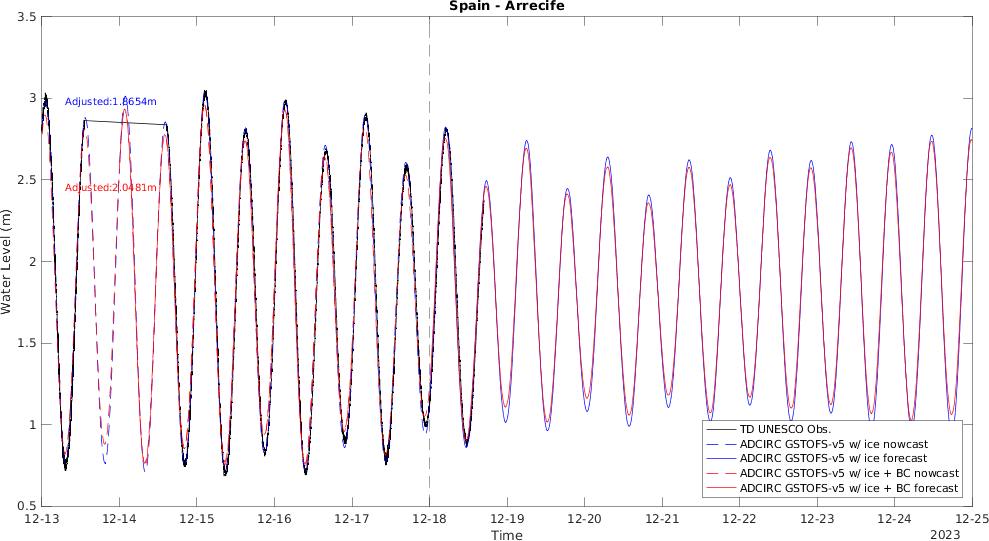 Spain - Arrecife
3.5
3
2.5
2
1.5
1
0.5
Water Level (m)
Adjusted:1.8654m
Adjusted:2.0481m
TD UNESCO Obs.
ADCIRC GSTOFS-v5 w/ ice nowcast
ADCIRC GSTOFS-v5 w/ ice forecast
ADCIRC GSTOFS-v5 w/ ice + BC nowcast
ADCIRC GSTOFS-v5 w/ ice + BC forecast
12-13 12-14 12-15 12-16 12-17 12-18 12-19 12-20 12-21 12-22 12-23 12-24 12-25
Time
2023